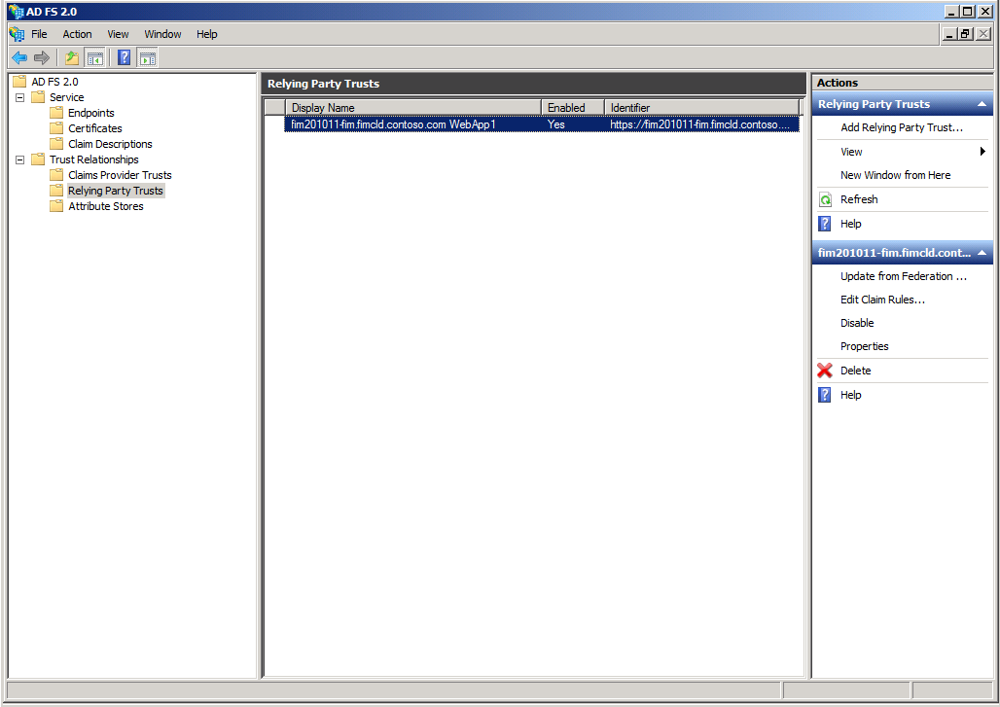 AD FS 2.0
File Action View Window Help
AD FS 2.0
Service
Endpoints
Certificates
Claim Descriptions
Trust Relationships
Claims Provider Trusts
Relying Party Trusts
Attribute Stores
Relying Party Trusts
Display Name Enabled Identifier
fim201011-fim.fimcld.contoso.com WebApp1 Yes https://fim201011-fim.fimcld.contoso....
Actions
Relying Party Trusts
Add Relying Party Trust...
View
New Window from Here
Refresh
Help
fim201011-fim.fimcld.cont...
Update from Federation ...
Edit Claim Rules...
Disable
Properties
Delete
Help